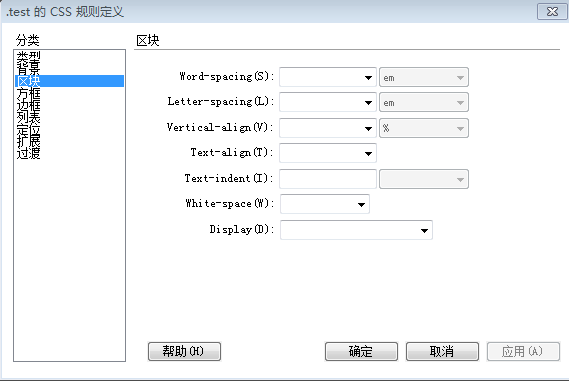 .test 的 CSS 规则定义
分类
区块
类型
背景
区块
方框
边框
列表
定位
扩展
过渡
Word-spacing(S):
em
Letter-spacing(L):
em
Vertical-align(V):
%
Text-align(T):
Text-indent(I):
White-space(W):
Display(D):
帮助(H)
确定
取消
应用(A)